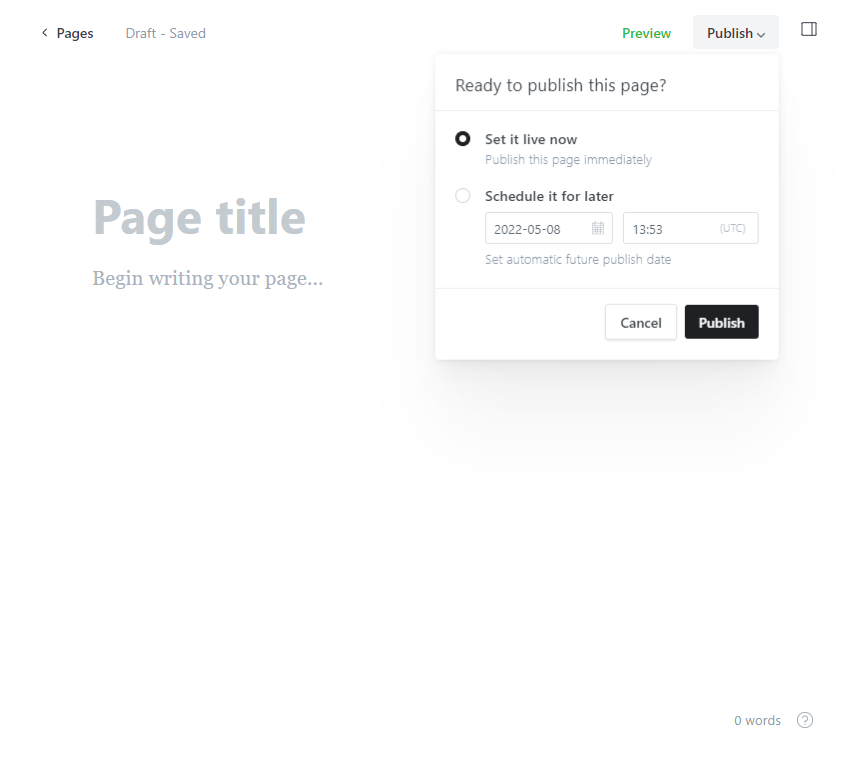 Pages Draft - Saved Preview Publish
Ready to publish this page?
Set it live now
Publish this page immediately
Schedule it for later
2022-05-08 13:53 (UTC)
Set automatic future publish date
Cancel Publish
Page title
Begin writing your page...
0 words ?